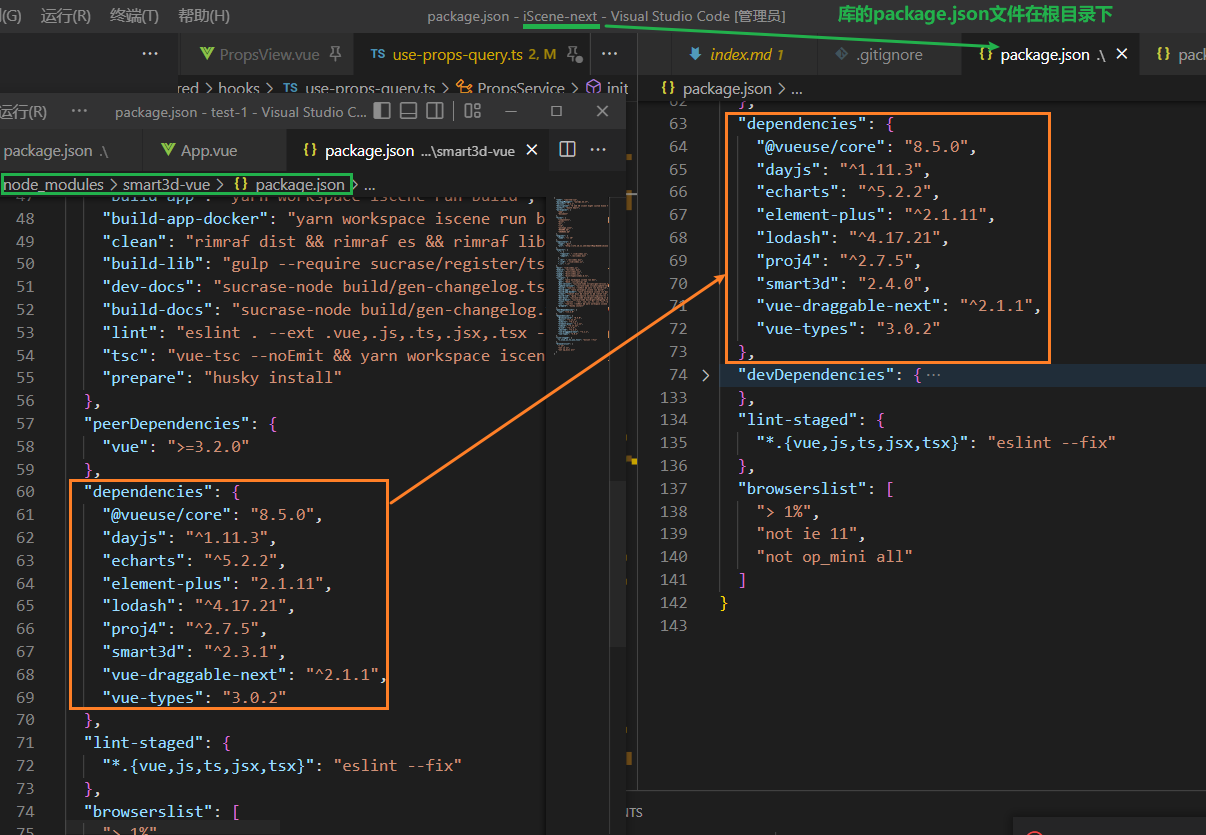 (G) 运行(R) 终端(T) 帮助(H)
package.json - iScene-next - Visual Studio Code [管理员]
库的package.json文件在根目录下
··· PropsView.vue TS use-props-query.ts 2, M ···
index.md 1 .gitignore {} package.json .\ {}
red > hooks > TS use-props-query.ts > PropsService > init
{} package.json > ...
运行(R) ··· package.json - test-1 - Visual Studio C...
package.json .\ App.vue {} package.json ...\smart3d-vue ···
node_modules > smart3d-vue > {} package.json > ...
47 "build-app": "yarn workspace iscene run build",
48 "build-app-docker": "yarn workspace iscene run b
49 "clean": "rimraf dist && rimraf es && rimraf lib
50 "build-lib": "gulp --require sucrase/register/ts
51 "dev-docs": "sucrase-node build/gen-changelog.ts
52 "build-docs": "sucrase-node build/gen-changelog.
53 "lint": "eslint . --ext .vue,.js,.ts,.jsx,.tsx -
54 "tsc": "vue-tsc --noEmit && yarn workspace iscen
55 "prepare": "husky install"
56 },
57 "peerDependencies": {
58 "vue": ">=3.2.0"
59 },
60 "dependencies": {
61 "@vueuse/core": "8.5.0",
62 "dayjs": "^1.11.3",
63 "echarts": "^5.2.2",
64 "element-plus": "2.1.11",
65 "lodash": "^4.17.21",
66 "proj4": "^2.7.5",
67 "smart3d": "^2.3.1",
68 "vue-draggable-next": "^2.1.1",
69 "vue-types": "3.0.2"
70 },
71 "lint-staged": {
72 "*.{vue,js,ts,jsx,tsx}": "eslint --fix"
73 },
74 "browserslist": [
75 "> 1%"
62 },
63 "dependencies": {
64 "@vueuse/core": "8.5.0",
65 "dayjs": "^1.11.3",
66 "echarts": "^5.2.2",
67 "element-plus": "^2.1.11",
68 "lodash": "^4.17.21",
69 "proj4": "^2.7.5",
70 "smart3d": "2.4.0",
71 "vue-draggable-next": "^2.1.1",
72 "vue-types": "3.0.2"
73 },
74 > "devDependencies": { ···
133 },
134 "lint-staged": {
135 "*.{vue,js,ts,jsx,tsx}": "eslint --fix"
136 },
137 "browserslist": [
138 "> 1%",
139 "not ie 11",
140 "not op_mini all"
141 ]
142 }
143
NTS